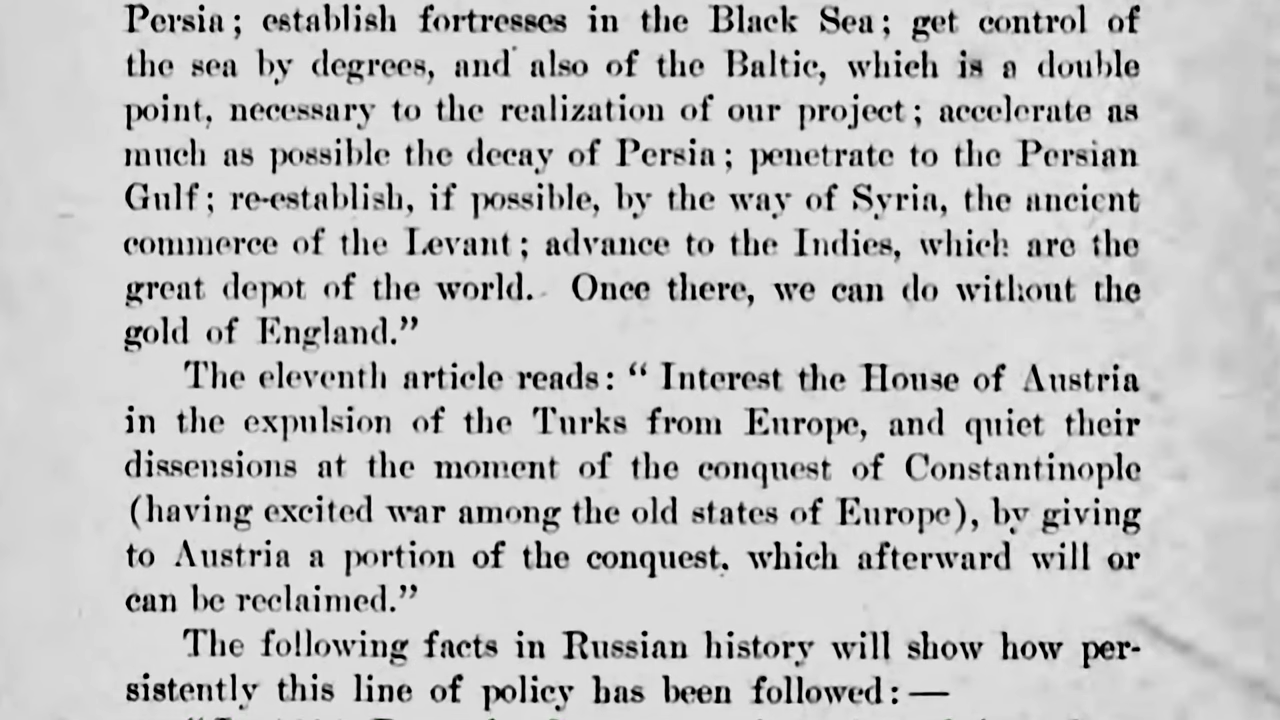 Persia; establish fortresses in the Black Sea; get control of
the sea by degrees, and also of the Baltic, which is a double
point, necessary to the realization of our project; accelerate as
much as possible the decay of Persia; penetrate to the Persian
Gulf; re-establish, if possible, by the way of Syria, the ancient
commerce of the Levant; advance to the Indies, which are the
great depot of the world. Once there, we can do without the
gold of England.”
The eleventh article reads: “ Interest the House of Austria
in the expulsion of the Turks from Europe, and quiet their
dissensions at the moment of the conquest of Constantinople
(having excited war among the old states of Europe), by giving
to Austria a portion of the conquest, which afterward will or
can be reclaimed.”
The following facts in Russian history will show how per-
sistently this line of policy has been followed: —